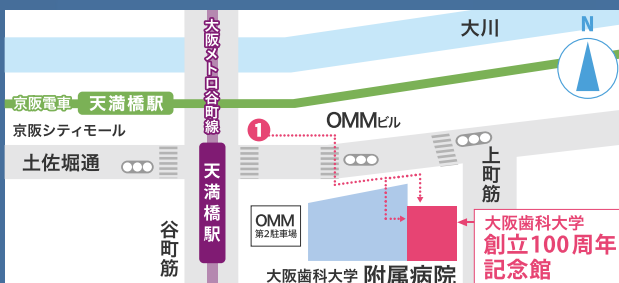 大川
N
大阪メトロ谷町線
京阪電車 天満橋駅
京阪シティモール
1
OMMビル
土佐堀通
天満橋駅
上町筋
谷町筋
OMM
第2駐車場
大阪歯科大学
創立100周年
記念館
大阪歯科大学 附属病院